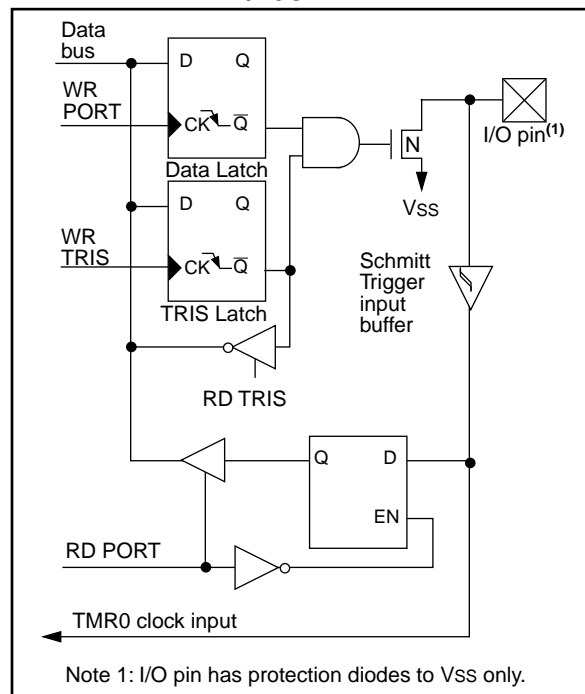 Data
bus
D Q
WR
PORT
CK Q
Data Latch
N
I/O pin(1)
VSS
D Q
WR
TRIS
CK Q
TRIS Latch
Schmitt
Trigger
input
buffer
RD TRIS
Q D
EN
RD PORT
TMR0 clock input
Note 1: I/O pin has protection diodes to VSS only.